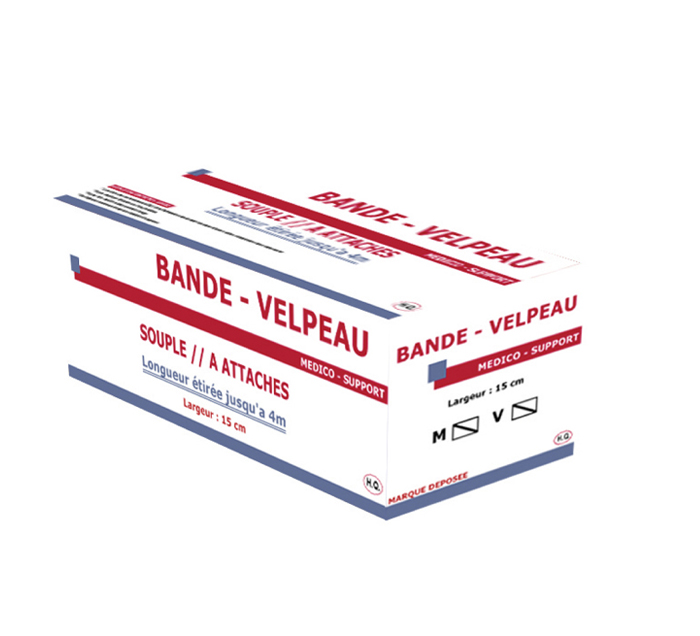 BANDE - VELPEAU
MEDICO - SUPPORT
SOUPLE // A ATTACHES
Longueur étirée jusqu'a 4m
H.Q.
BANDE - VELPEAU
MEDICO - SUPPORT
SOUPLE // A ATTACHES
Longueur étirée jusqu'a 4m
Largeur : 15 cm
H.Q.
BANDE - VELPEAU
MEDICO - SUPPORT
Largeur : 15 cm
M V
H.Q.
MARQUE DEPOSEE